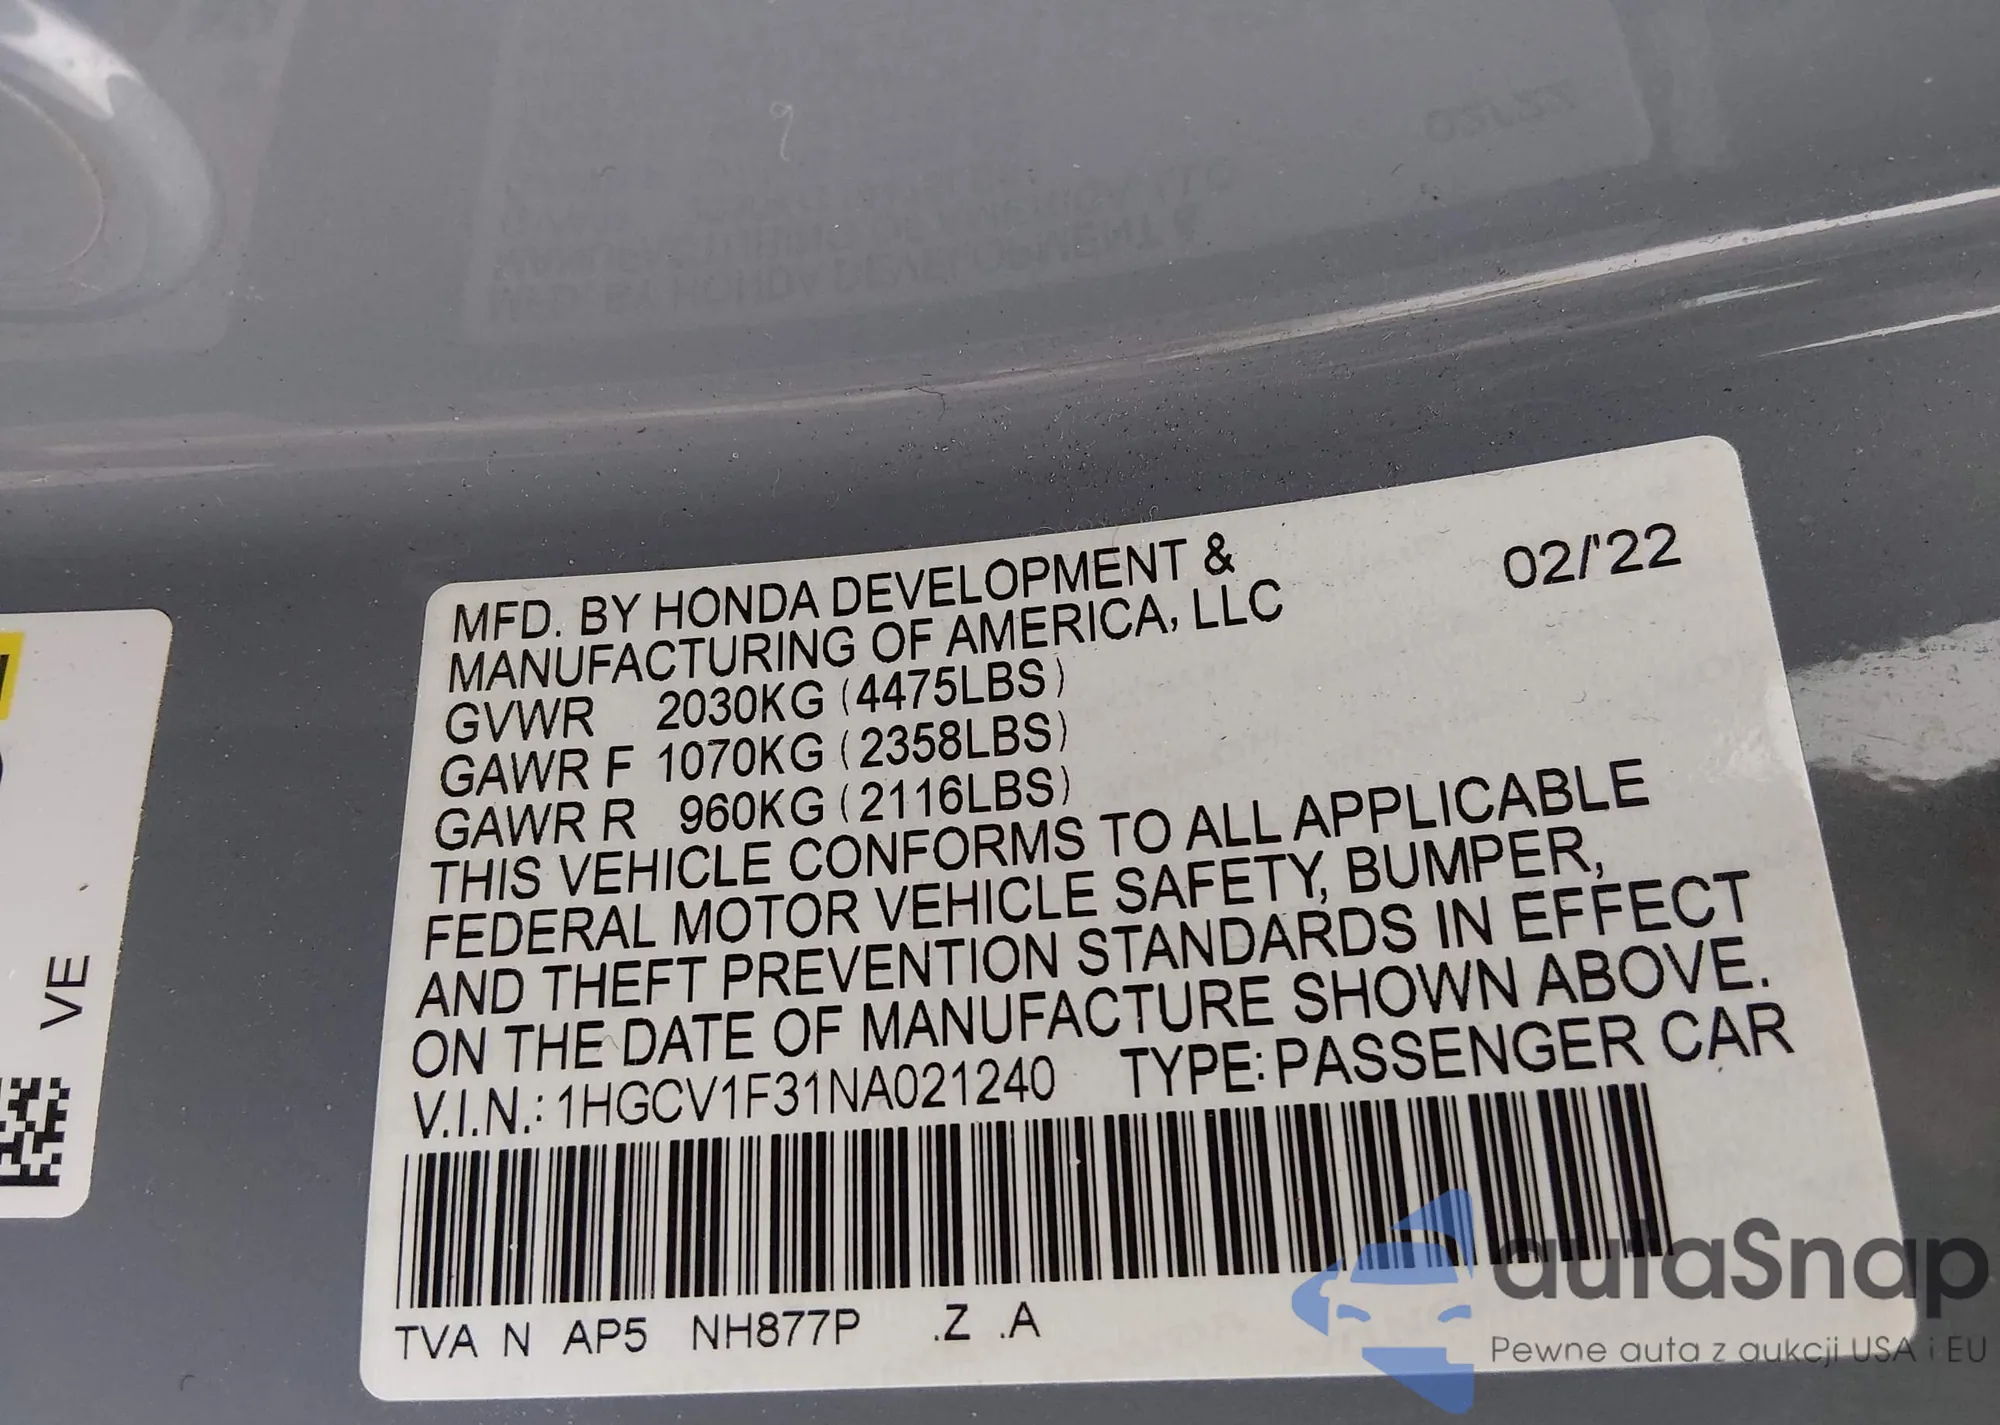 MFD. BY HONDA DEVELOPMENT &
MANUFACTURING OF AMERICA, LLC
02/'22
GVWR 2030KG (4475LBS)
GAWR F 1070KG (2358LBS)
GAWR R 960KG (2116LBS)
THIS VEHICLE CONFORMS TO ALL APPLICABLE
FEDERAL MOTOR VEHICLE SAFETY, BUMPER,
AND THEFT PREVENTION STANDARDS IN EFFECT
ON THE DATE OF MANUFACTURE SHOWN ABOVE.
V.I.N.: 1HGCV1F31NA021240 TYPE: PASSENGER CAR
TVA N AP5 NH877P .Z .A
VE
autaSnap
Pewne auta z aukcji USA i EU